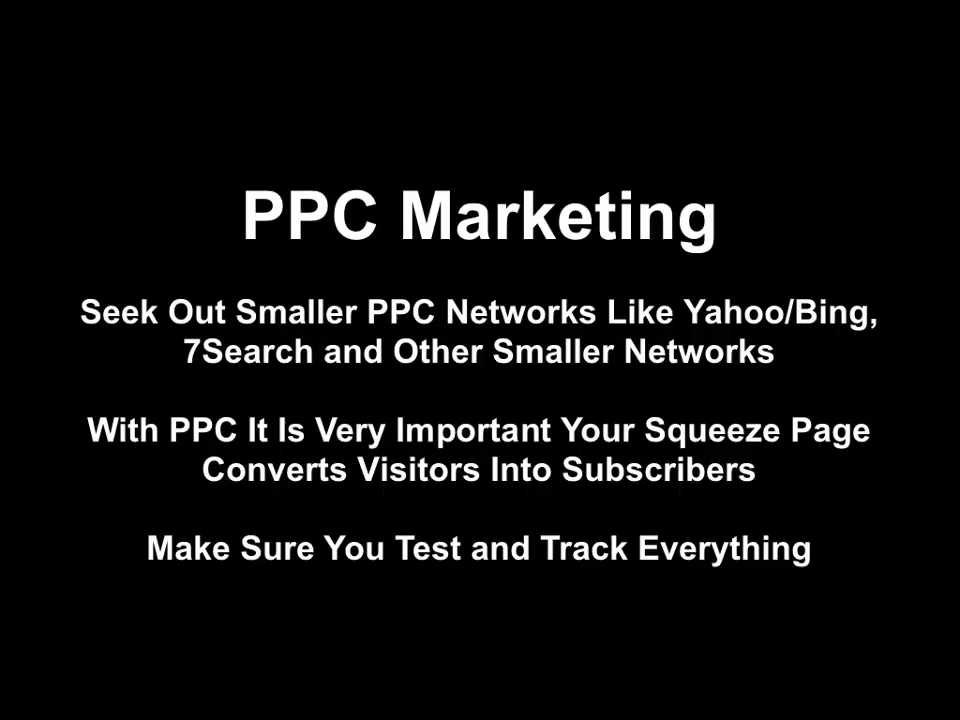 PPC Marketing
Seek Out Smaller PPC Networks Like Yahoo/Bing,
7Search and Other Smaller Networks
With PPC It Is Very Important Your Squeeze Page
Converts Visitors Into Subscribers
Make Sure You Test and Track Everything